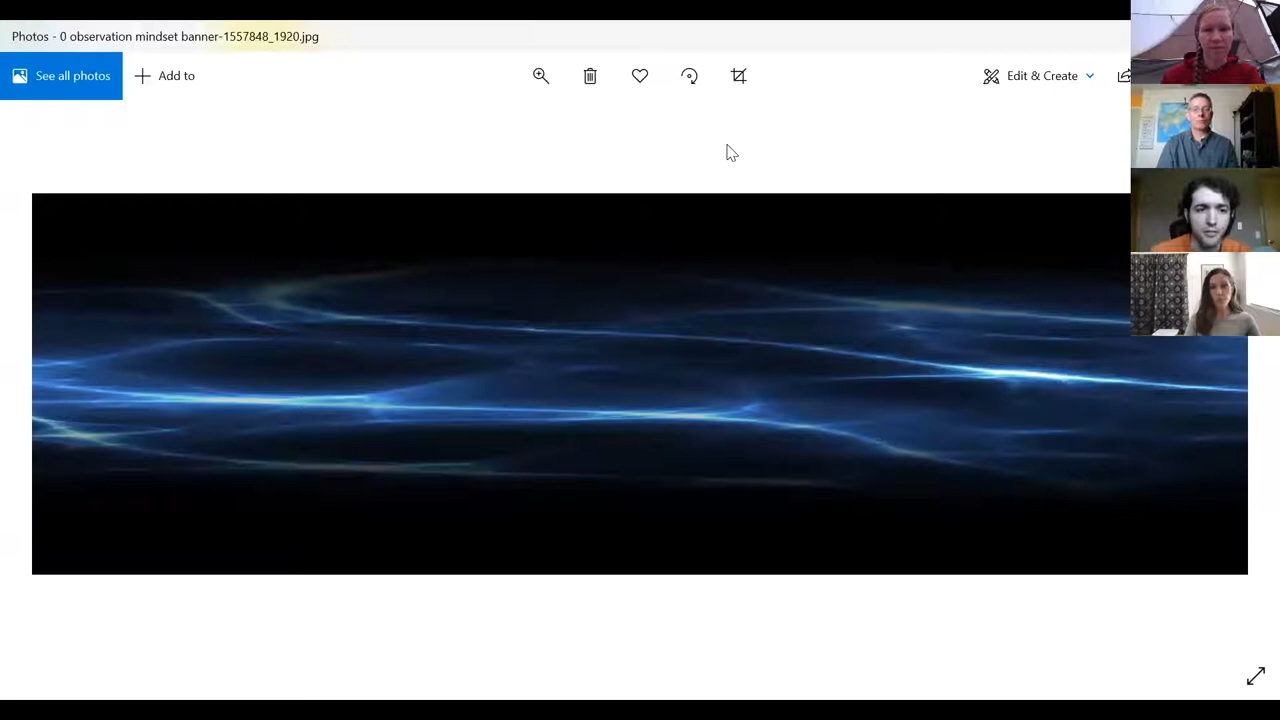 Photos - 0 observation mindset banner-1557848_1920.jpg
See all photos
Add to
Edit & Create